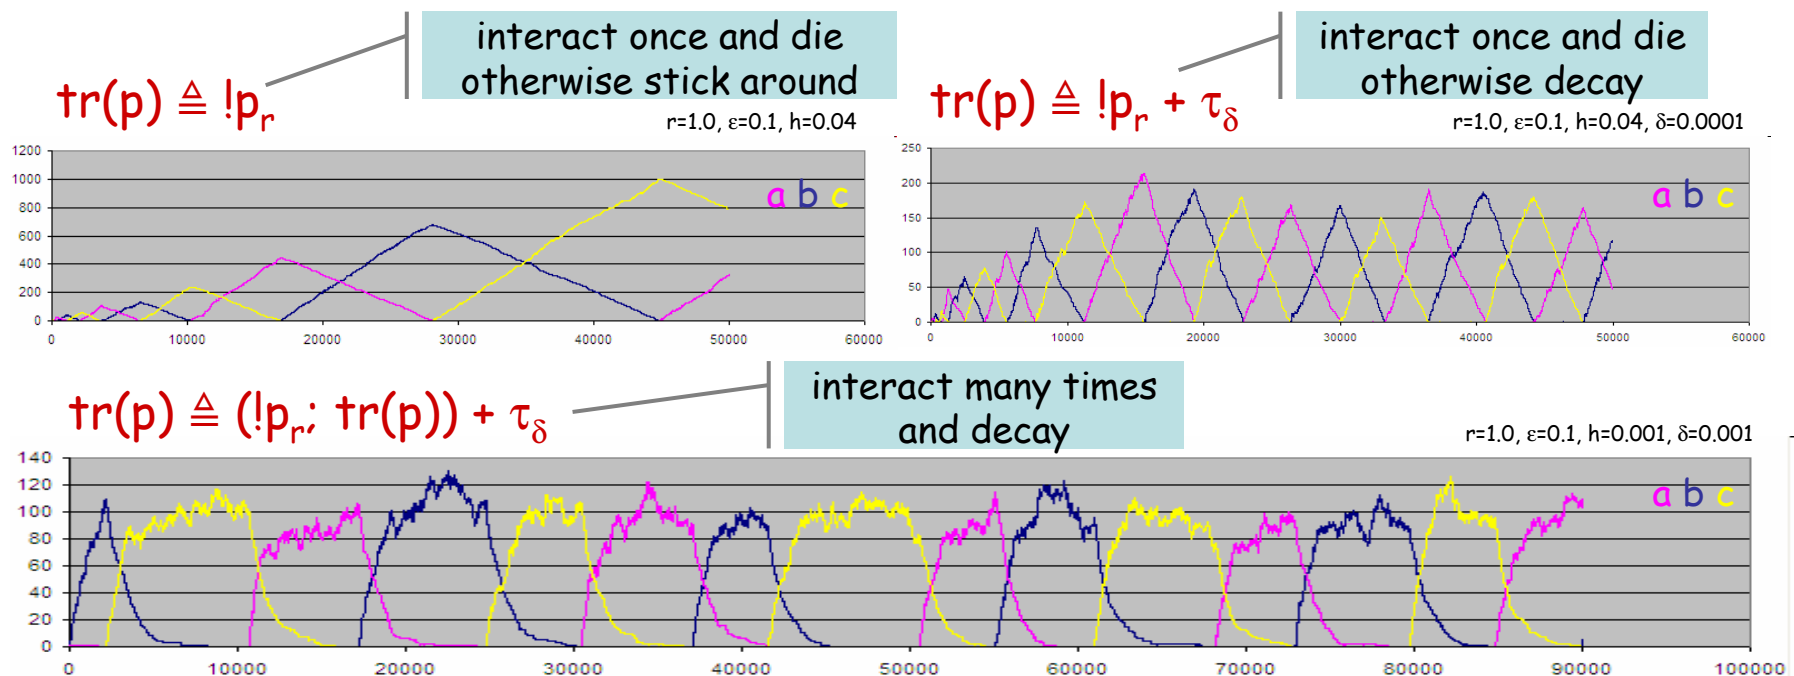 interact once and die
otherwise stick around
tr(p) ≜ !pᵣ
r=1.0, ε=0.1, h=0.04
1200
1000
800
600
400
200
0
a b c
0 10000 20000 30000 40000 50000 60000
interact once and die
otherwise decay
tr(p) ≜ !pᵣ + τδ
r=1.0, ε=0.1, h=0.04, δ=0.0001
250
200
150
100
50
0
a b c
0 10000 20000 30000 40000 50000 60000
interact many times
and decay
tr(p) ≜ (!pᵣ; tr(p)) + τδ
r=1.0, ε=0.1, h=0.001, δ=0.001
140
120
100
80
60
40
20
0
a b c
0 10000 20000 30000 40000 50000 60000 70000 80000 90000 100000